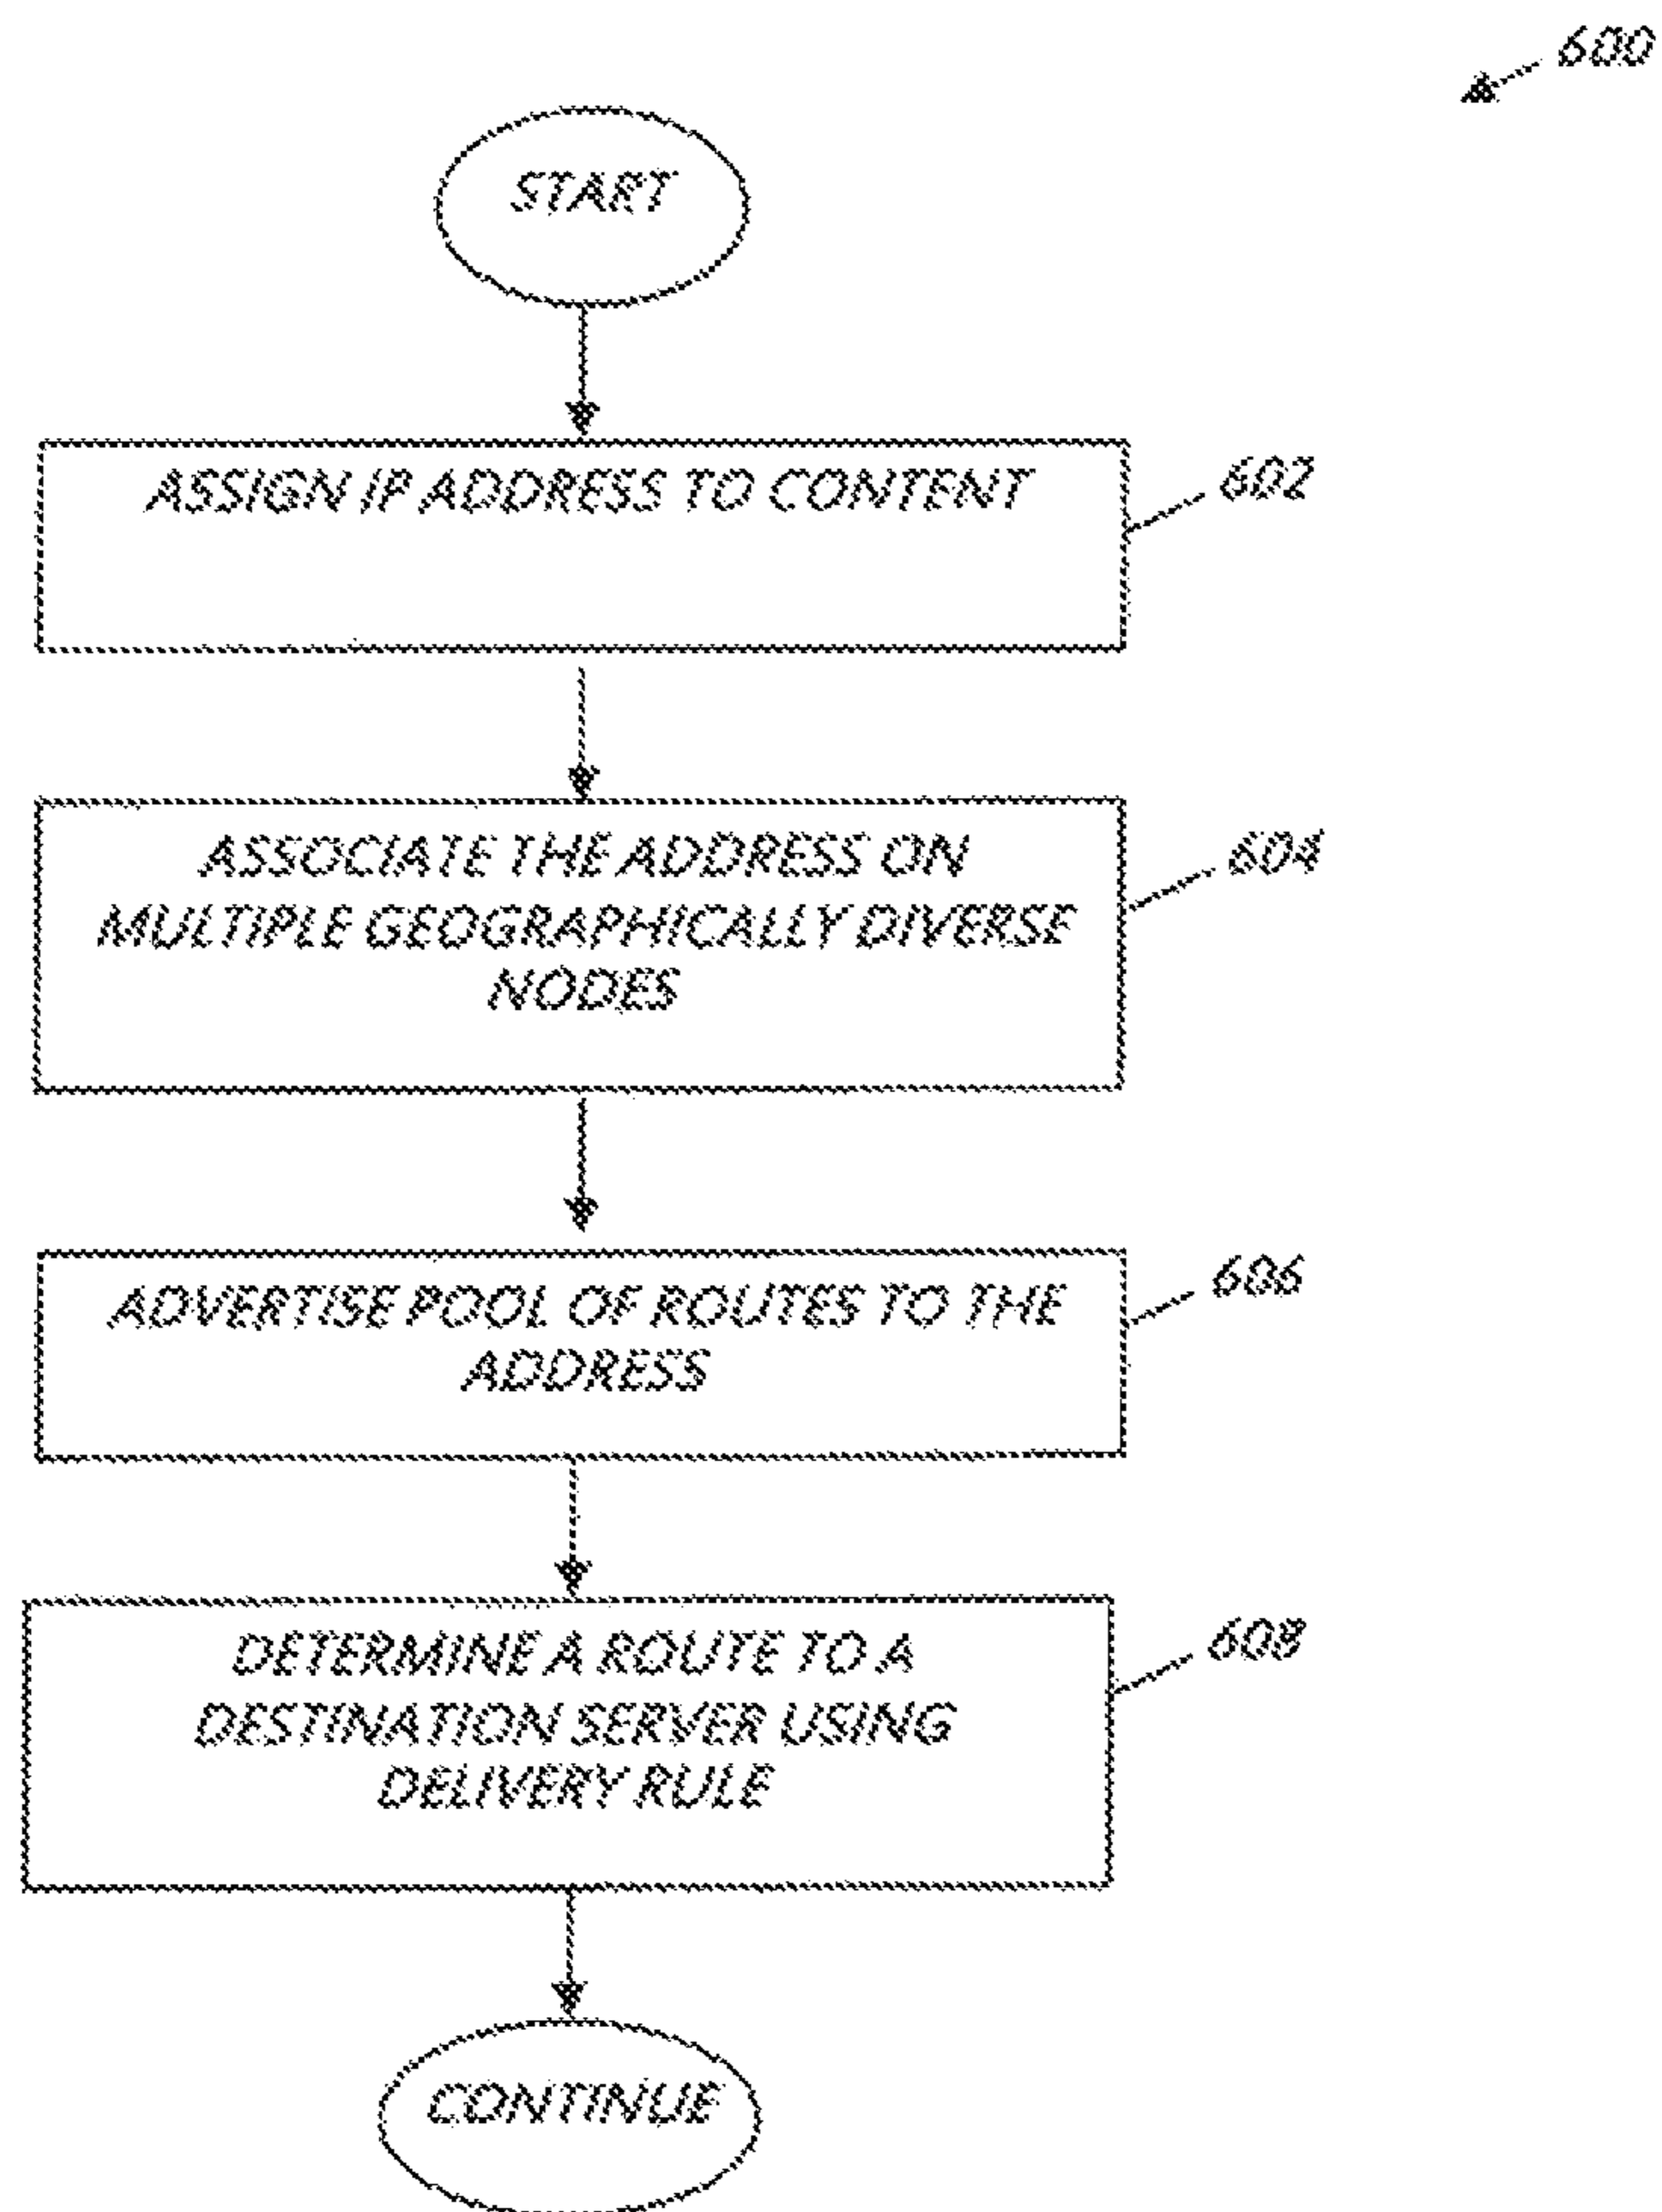 600
START
ASSIGN IP ADDRESS TO CONTENT
602
ASSOCIATE THE ADDRESS ON
MULTIPLE GEOGRAPHICALLY DIVERSE
NODES
604
ADVERTISE POOL OF ROUTES TO THE
ADDRESS
606
DETERMINE A ROUTE TO A
DESTINATION SERVER USING
DELIVERY RULE
608
CONTINUE